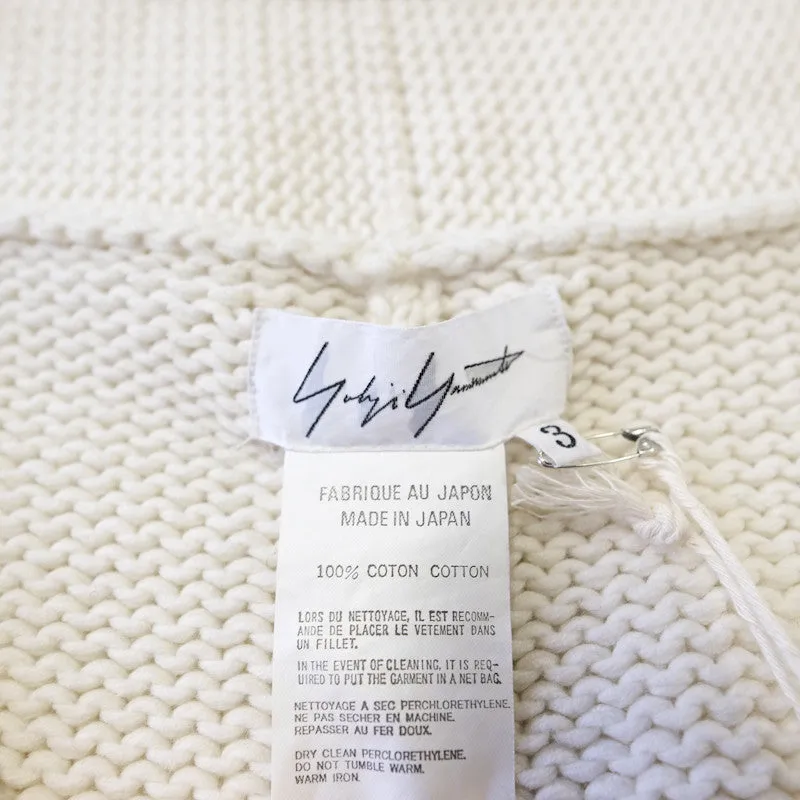 Yohji Yamamoto
3
FABRIQUE AU JAPON
MADE IN JAPAN
100% COTON COTTON
LORS DU NETTOYAGE, IL EST RECOMM-
ANDE DE PLACER LE VETEMENT DANS
UN FILLET.
IN THE EVENT OF CLEANING, IT IS REQ-
UIRED TO PUT THE GARMENT IN A NET BAG.
NETTOYAGE A SEC PERCHLORETHYLENE.
NE PAS SECHER EN MACHINE.
REPASSER AU FER DOUX.
DRY CLEAN PERCLORETHYLENE.
DO NOT TUMBLE WARM.
WARM IRON.